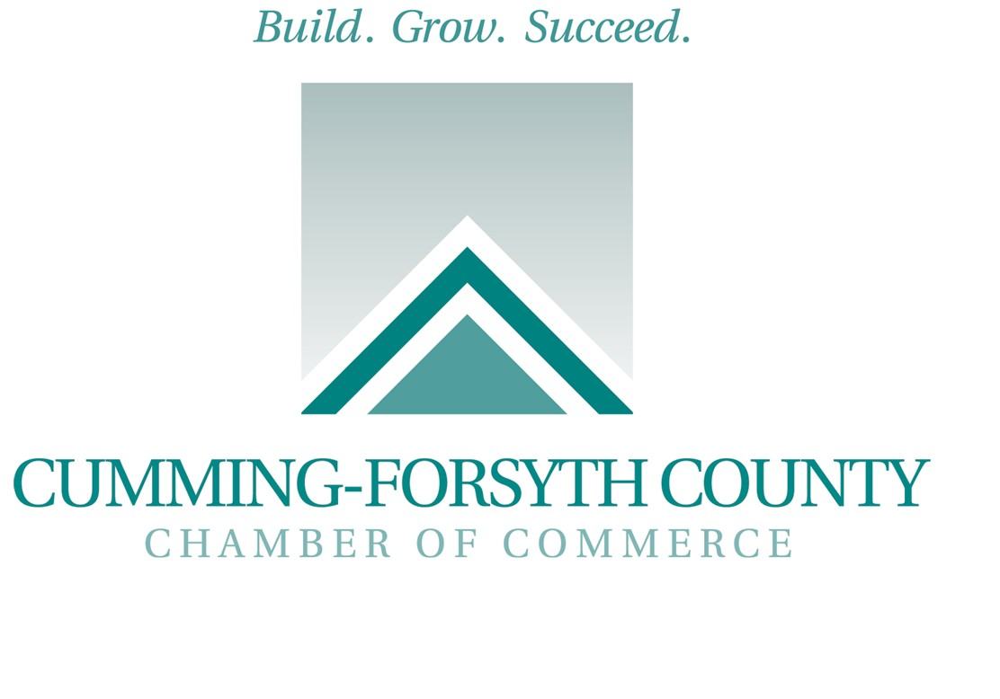 Build. Grow. Succeed.
CUMMING-FORSYTH COUNTY
CHAMBER OF COMMERCE